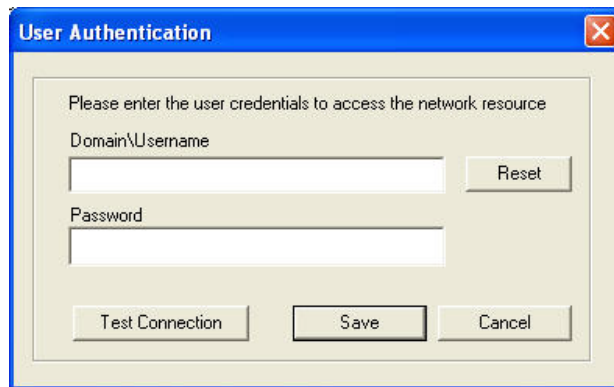 User Authentication
Please enter the user credentials to access the network resource
Domain\Username
Reset
Password
Test Connection
Save
Cancel